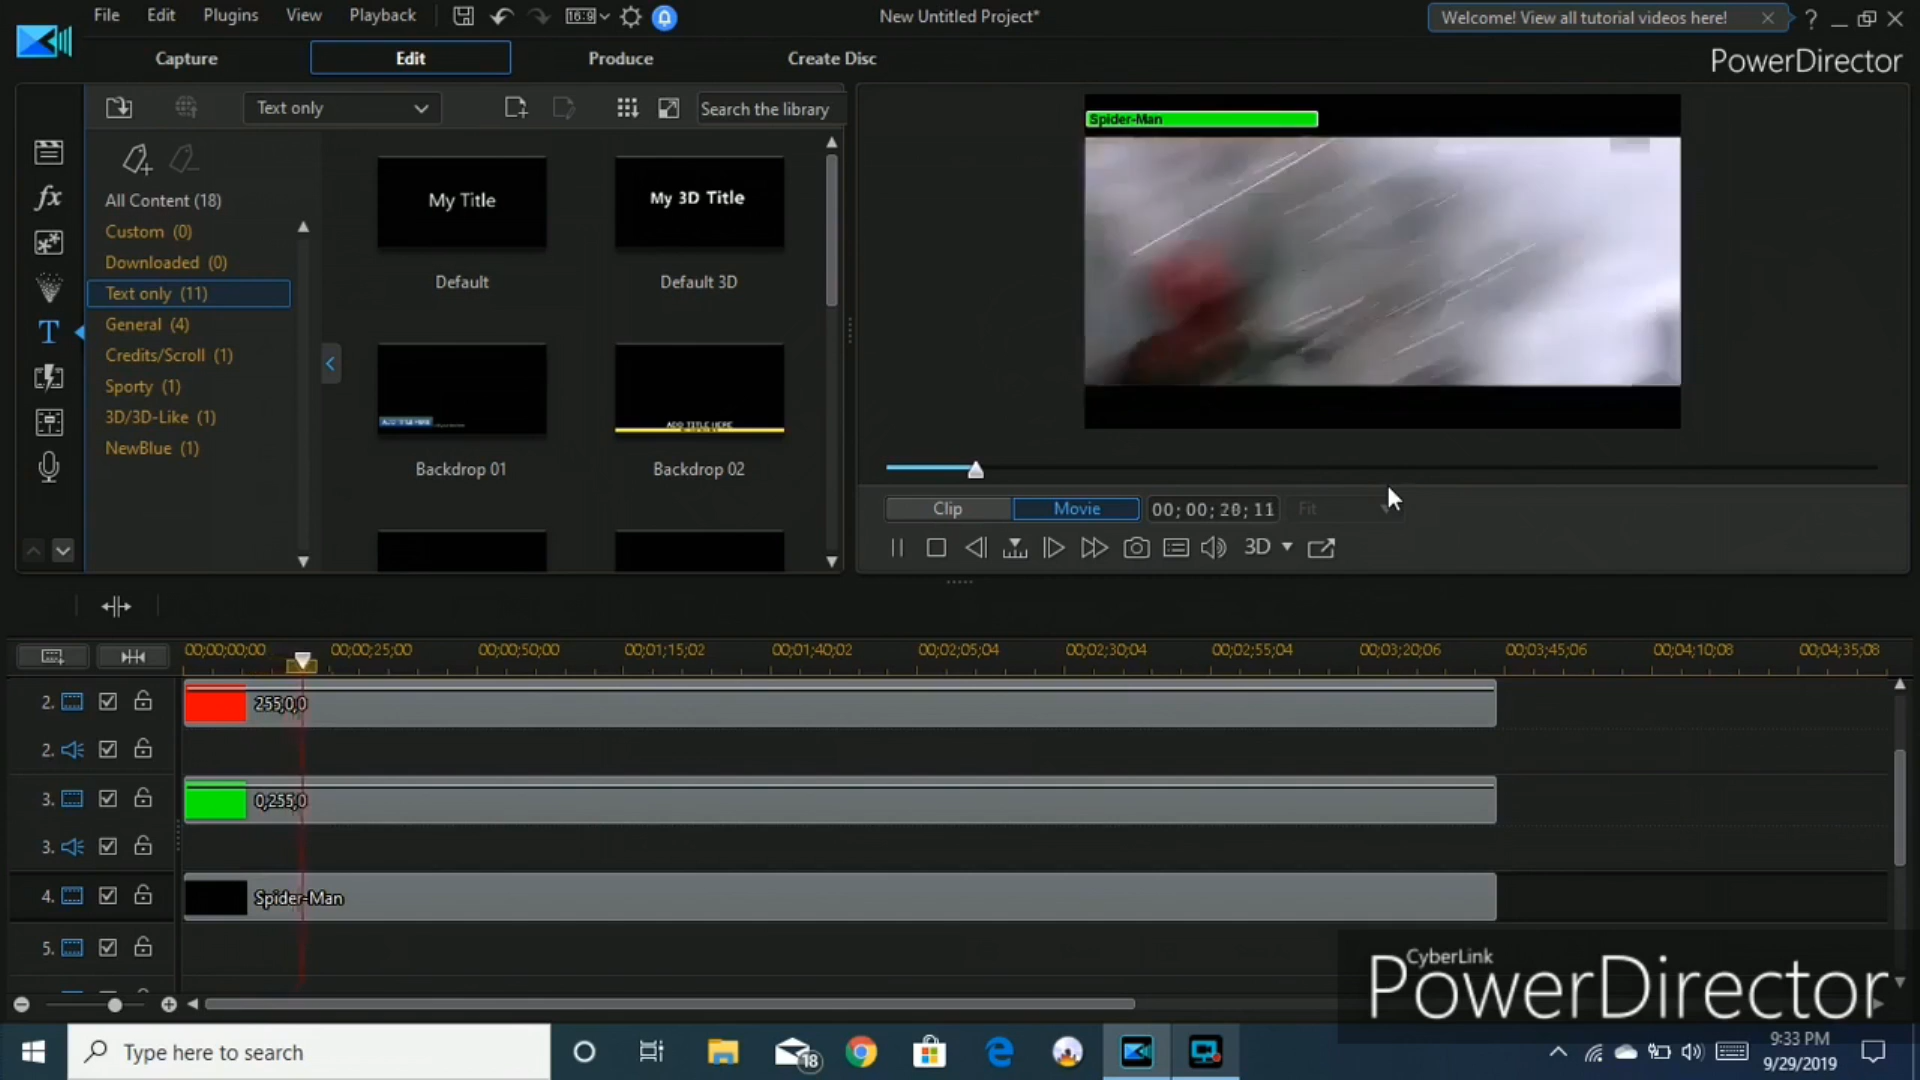 File Edit Plugins View Playback
16:9
New Untitled Project*
Welcome! View all tutorial videos here!
?
Capture Edit Produce Create Disc
PowerDirector
Text only
Search the library
All Content (18)
Custom (0)
Downloaded (0)
Text only (11)
General (4)
Credits/Scroll (1)
Sporty (1)
3D/3D-Like (1)
NewBlue (1)
fx
T
My Title
Default
My 3D Title
Default 3D
ADD TITLE HERE
Backdrop 01
ADD TITLE HERE
Backdrop 02
Spider-Man
Clip Movie 00;00;20;11 Fit
3D
00;00;00;00 00;00;25;00 00;00;50;00 00;01;15;02 00;01;40;02 00;02;05;04 00;02;30;04 00;02;55;04 00;03;20;06 00;03;45;06 00;04;10;08 00;04;35;08
2. 255,0,0
2.
3. 0,255,0
3.
4. Spider-Man
5.
CyberLink
PowerDirector
Type here to search
18
9:33 PM
9/29/2019